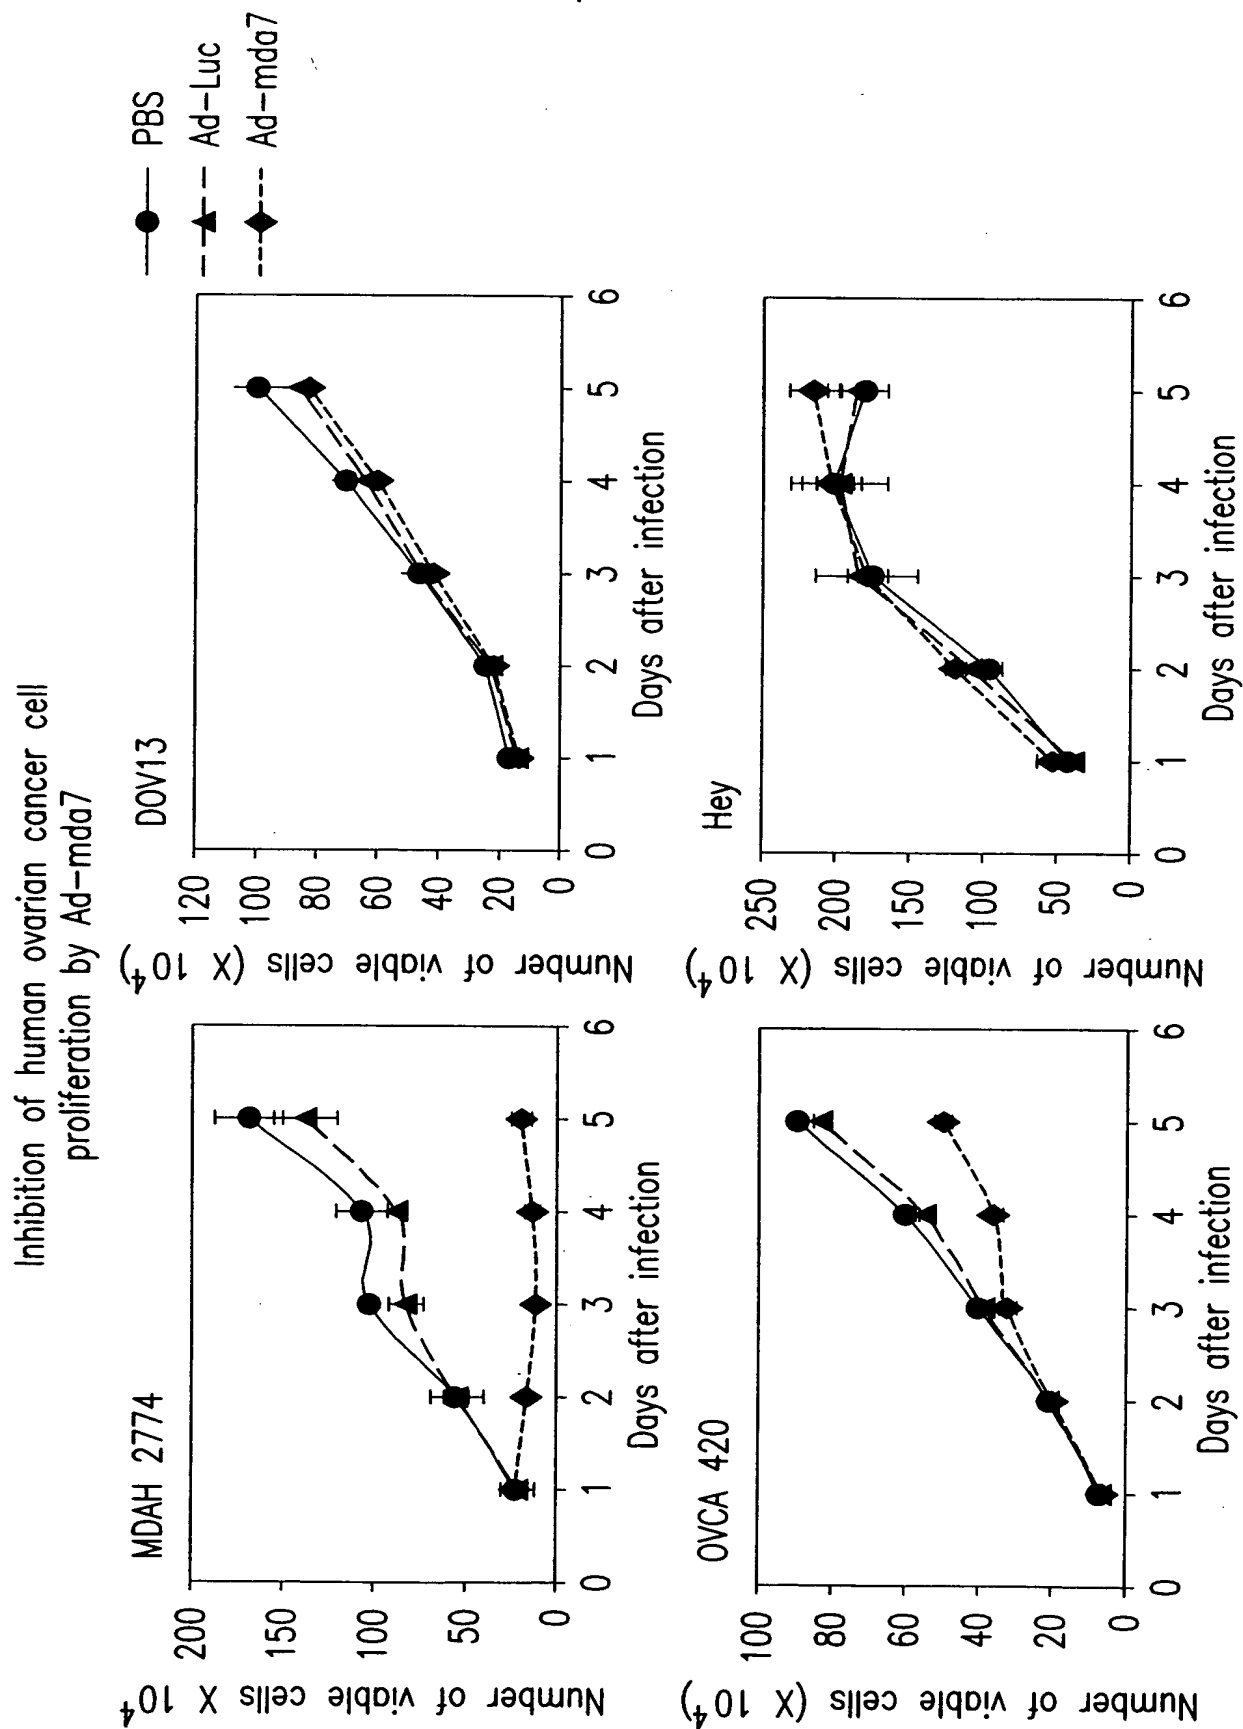 Inhibition of human ovarian cancer cell
proliferation by Ad-mda7
PBS
Ad-Luc
Ad-mda7
MDAH 2774
Number of viable cells X 10⁴
200
150
100
50
0
0 1 2 3 4 5 6
Days after infection
DOV13
Number of viable cells (X 10⁴)
120
100
80
60
40
20
0
0 1 2 3 4 5 6
Days after infection
OVCA 420
Number of viable cells (X 10⁴)
100
80
60
40
20
0
0 1 2 3 4 5 6
Days after infection
Hey
Number of viable cells (X 10⁴)
250
200
150
100
50
0
0 1 2 3 4 5 6
Days after infection